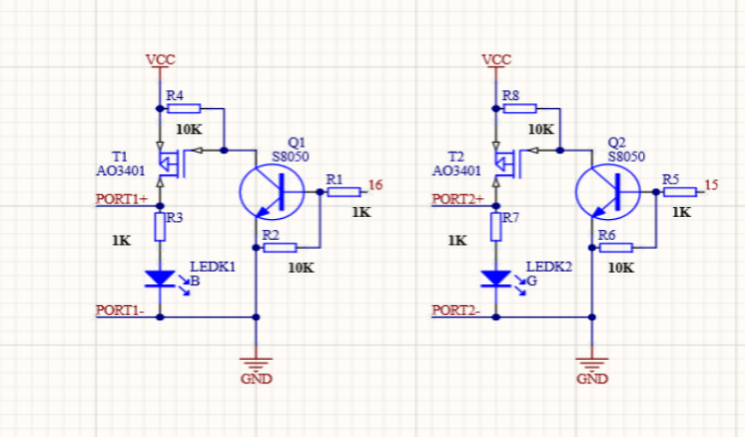 VCC
R4
10K
T1
AO3401
Q1
S8050
R1
16
1K
PORT1+
R3
1K
R2
10K
LEDK1
B
PORT1-
GND
VCC
R8
10K
T2
AO3401
Q2
S8050
R5
15
1K
PORT2+
R7
1K
R6
10K
LEDK2
G
PORT2-
GND